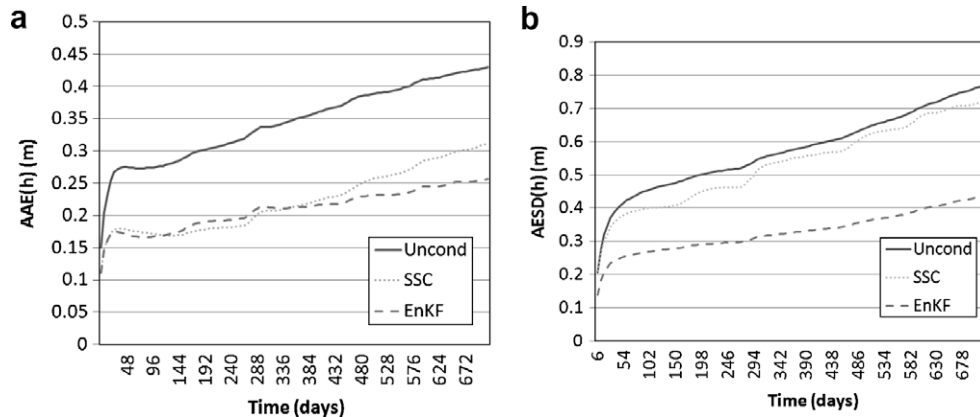 a
0.5
0.45
0.4
0.35
0.3
0.25
0.2
0.15
0.1
0.05
0
AAE(h) (m)
Uncond
SSC
EnKF
48 96 144 192 240 288 336 384 432 480 528 576 624 672
Time (days)
b
0.9
0.8
0.7
0.6
0.5
0.4
0.3
0.2
0.1
0
AESD(h) (m)
Uncond
SSC
EnKF
6 54 102 150 198 246 294 342 390 438 486 534 582 630 678
Time (days)